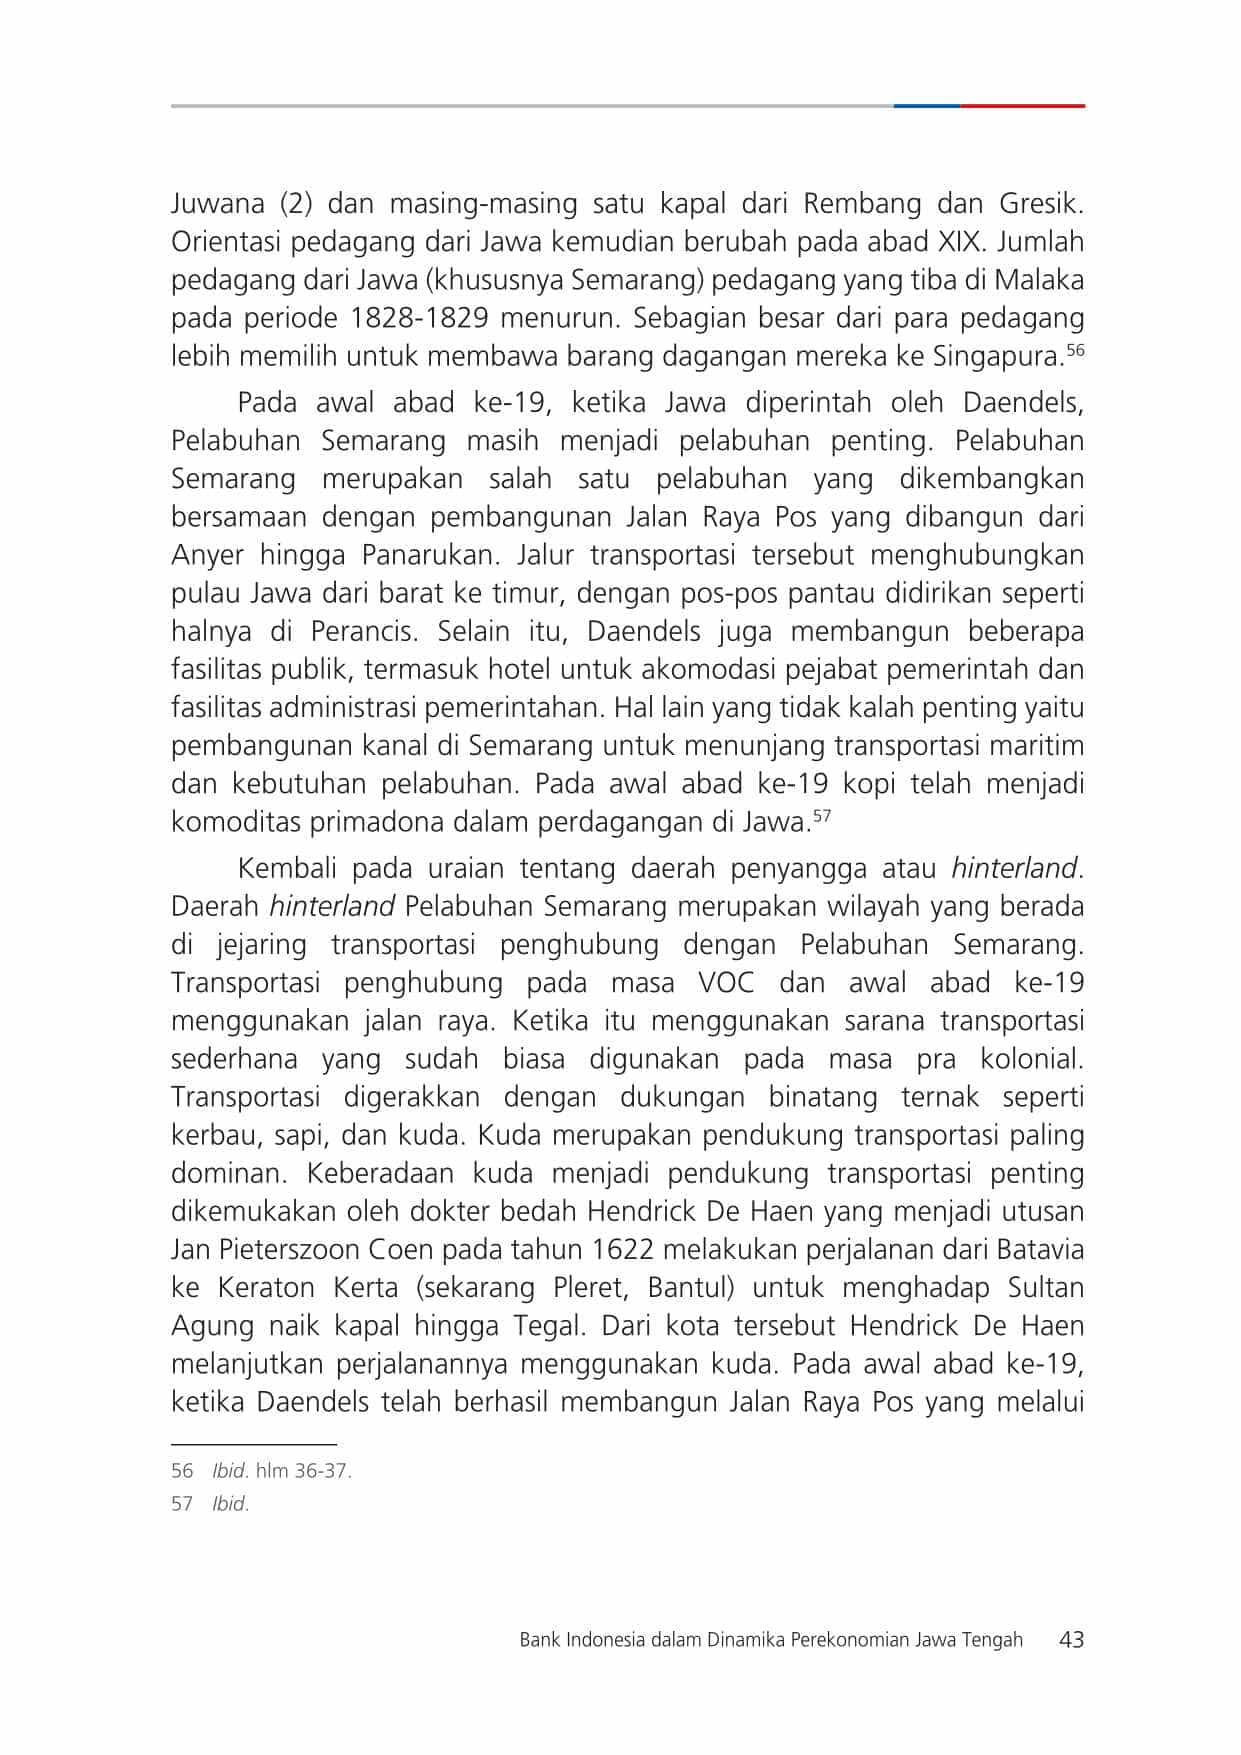 Juwana (2) dan masing-masing satu kapal dari Rembang dan Gresik.
Orientasi pedagang dari Jawa kemudian berubah pada abad XIX. Jumlah
pedagang dari Jawa (khususnya Semarang) pedagang yang tiba di Malaka
pada periode 1828-1829 menurun. Sebagian besar dari para pedagang
lebih memilih untuk membawa barang dagangan mereka ke Singapura.56
Pada awal abad ke-19, ketika Jawa diperintah oleh Daendels,
Pelabuhan Semarang masih menjadi pelabuhan penting. Pelabuhan
Semarang merupakan salah satu pelabuhan yang dikembangkan
bersamaan dengan pembangunan Jalan Raya Pos yang dibangun dari
Anyer hingga Panarukan. Jalur transportasi tersebut menghubungkan
pulau Jawa dari barat ke timur, dengan pos-pos pantau didirikan seperti
halnya di Perancis. Selain itu, Daendels juga membangun beberapa
fasilitas publik, termasuk hotel untuk akomodasi pejabat pemerintah dan
fasilitas administrasi pemerintahan. Hal lain yang tidak kalah penting yaitu
pembangunan kanal di Semarang untuk menunjang transportasi maritim
dan kebutuhan pelabuhan. Pada awal abad ke-19 kopi telah menjadi
komoditas primadona dalam perdagangan di Jawa.57
Kembali pada uraian tentang daerah penyangga atau hinterland.
Daerah hinterland Pelabuhan Semarang merupakan wilayah yang berada
di jejaring transportasi penghubung dengan Pelabuhan Semarang.
Transportasi penghubung pada masa VOC dan awal abad ke-19
menggunakan jalan raya. Ketika itu menggunakan sarana transportasi
sederhana yang sudah biasa digunakan pada masa pra kolonial.
Transportasi digerakkan dengan dukungan binatang ternak seperti
kerbau, sapi, dan kuda. Kuda merupakan pendukung transportasi paling
dominan. Keberadaan kuda menjadi pendukung transportasi penting
dikemukakan oleh dokter bedah Hendrick De Haen yang menjadi utusan
Jan Pieterszoon Coen pada tahun 1622 melakukan perjalanan dari Batavia
ke Keraton Kerta (sekarang Pleret, Bantul) untuk menghadap Sultan
Agung naik kapal hingga Tegal. Dari kota tersebut Hendrick De Haen
melanjutkan perjalanannya menggunakan kuda. Pada awal abad ke-19,
ketika Daendels telah berhasil membangun Jalan Raya Pos yang melalui
56 Ibid. hlm 36-37.
57 Ibid.
Bank Indonesia dalam Dinamika Perekonomian Jawa Tengah 43